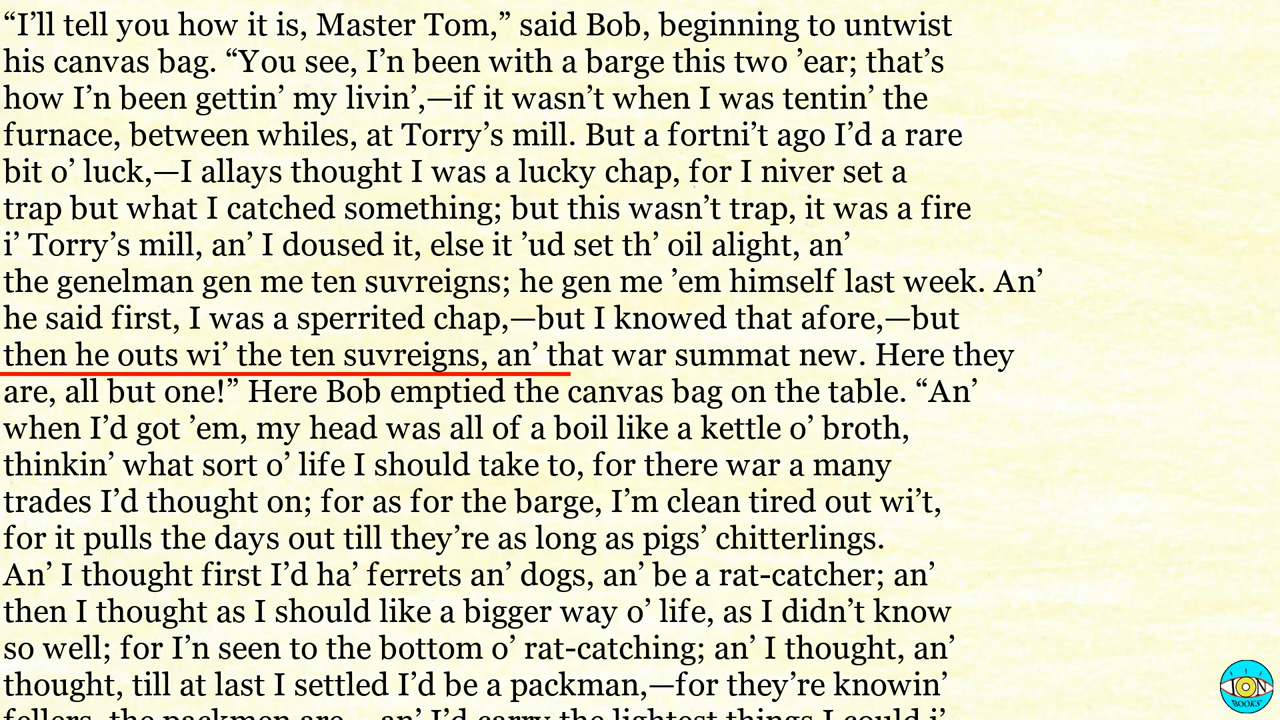 “I’ll tell you how it is, Master Tom,” said Bob, beginning to untwist
his canvas bag. “You see, I’n been with a barge this two ’ear; that’s
how I’n been gettin’ my livin’,—if it wasn’t when I was tentin’ the
furnace, between whiles, at Torry’s mill. But a fortni’t ago I’d a rare
bit o’ luck,—I allays thought I was a lucky chap, for I niver set a
trap but what I catched something; but this wasn’t trap, it was a fire
i’ Torry’s mill, an’ I doused it, else it ’ud set th’ oil alight, an’
the genelman gen me ten suvreigns; he gen me ’em himself last week. An’
he said first, I was a sperrited chap,—but I knowed that afore,—but
then he outs wi’ the ten suvreigns, an’ that war summat new. Here they
are, all but one!” Here Bob emptied the canvas bag on the table. “An’
when I’d got ’em, my head was all of a boil like a kettle o’ broth,
thinkin’ what sort o’ life I should take to, for there war a many
trades I’d thought on; for as for the barge, I’m clean tired out wi’t,
for it pulls the days out till they’re as long as pigs’ chitterlings.
An’ I thought first I’d ha’ ferrets an’ dogs, an’ be a rat-catcher; an’
then I thought as I should like a bigger way o’ life, as I didn’t know
so well; for I’n seen to the bottom o’ rat-catching; an’ I thought, an’
thought, till at last I settled I’d be a packman,—for they’re knowin’
fellers, the packmen are,—an’ I’d carry the lightest things I could i’
I
ION
BOOKS